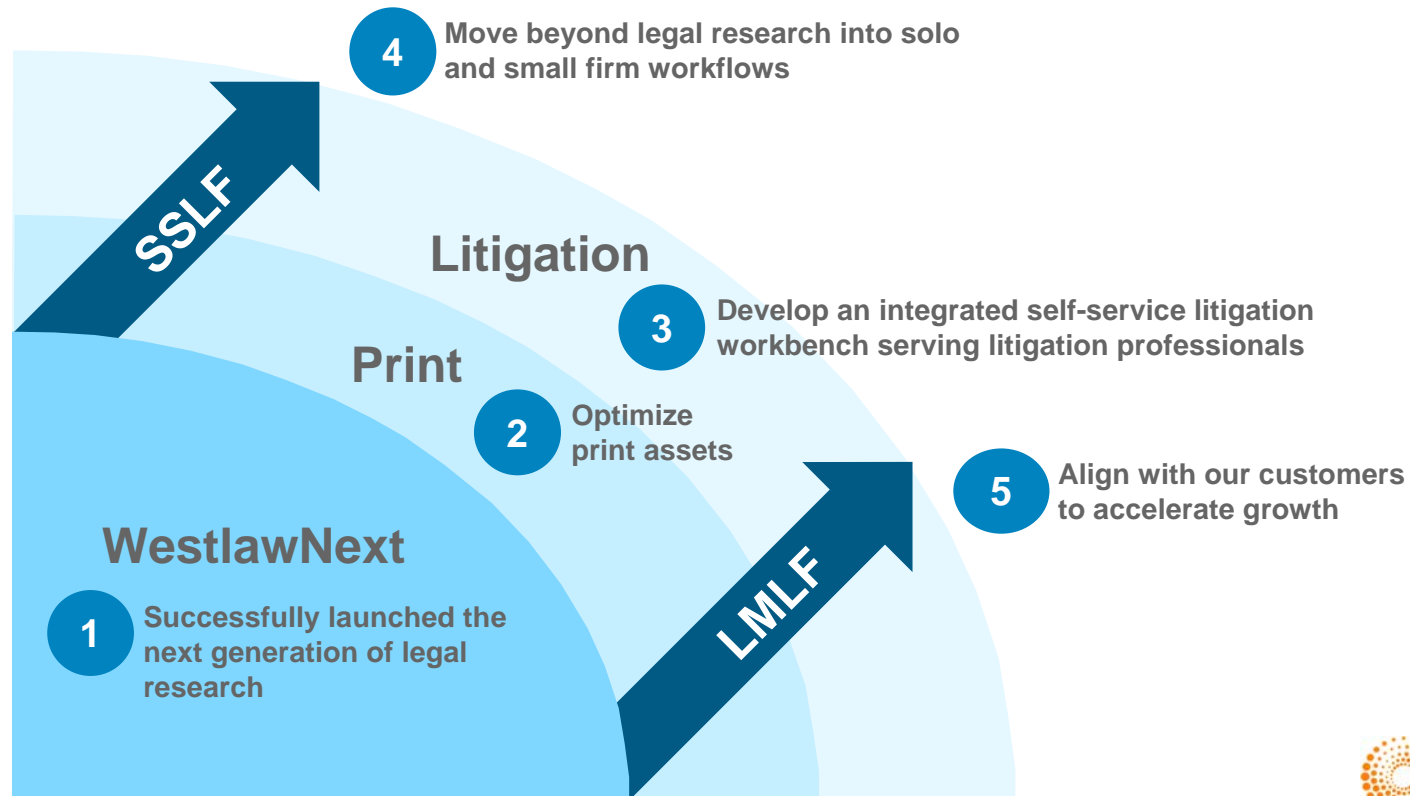 4
Move beyond legal research into solo
and small firm workflows
SSLF
Litigation
3
Develop an integrated self-service litigation
workbench serving litigation professionals
Print
2
Optimize
print assets
5
Align with our customers
to accelerate growth
LMLF
WestlawNext
1
Successfully launched the
next generation of legal
research